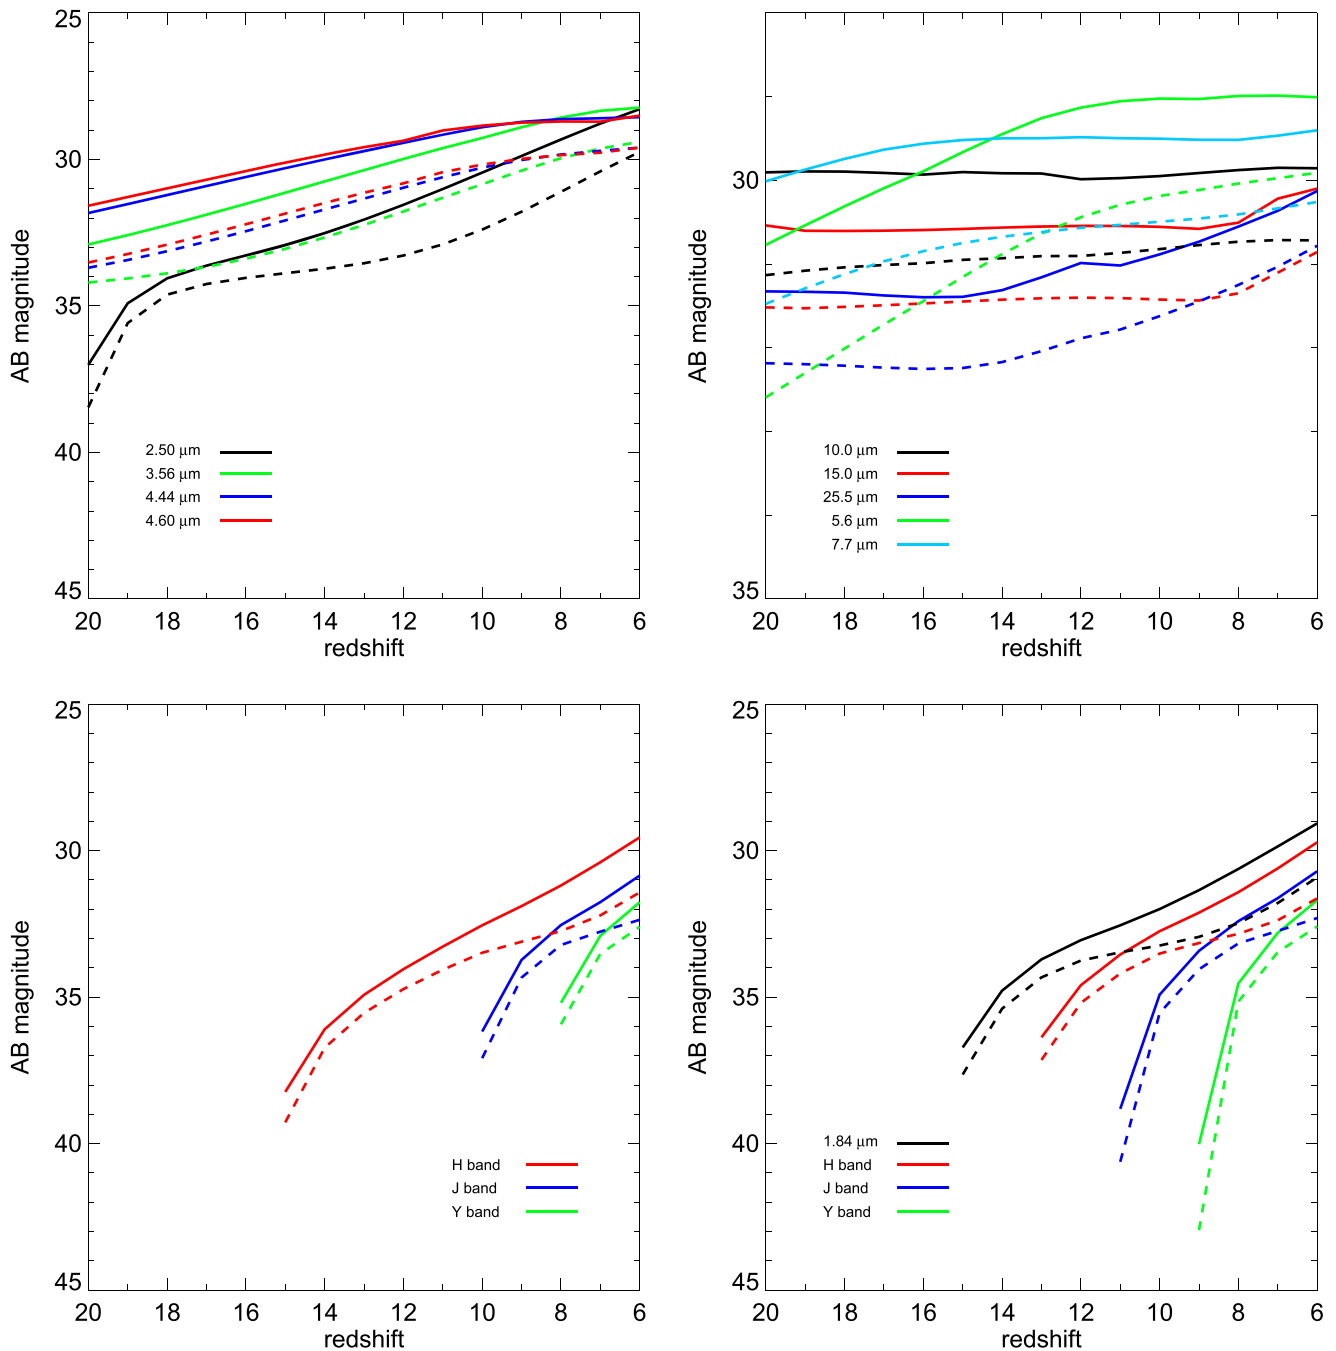 25
30
35
40
45
AB magnitude
2.50 μm
3.56 μm
4.44 μm
4.60 μm
20 18 16 14 12 10 8 6
redshift
30
35
AB magnitude
10.0 μm
15.0 μm
25.5 μm
5.6 μm
7.7 μm
20 18 16 14 12 10 8 6
redshift
25
30
35
40
45
AB magnitude
H band
J band
Y band
20 18 16 14 12 10 8 6
redshift
25
30
35
40
45
AB magnitude
1.84 μm
H band
J band
Y band
20 18 16 14 12 10 8 6
redshift